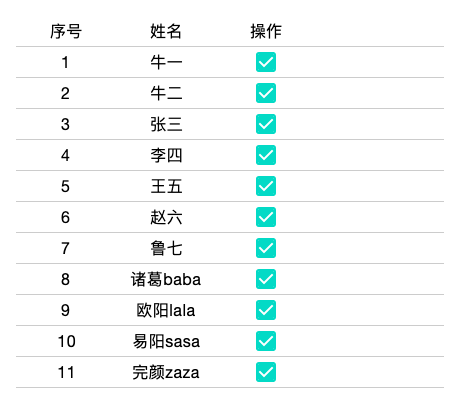 序号 姓名 操作
1 牛一
2 牛二
3 张三
4 李四
5 王五
6 赵六
7 鲁七
8 诸葛baba
9 欧阳lala
10 易阳sasa
11 完颜zaza